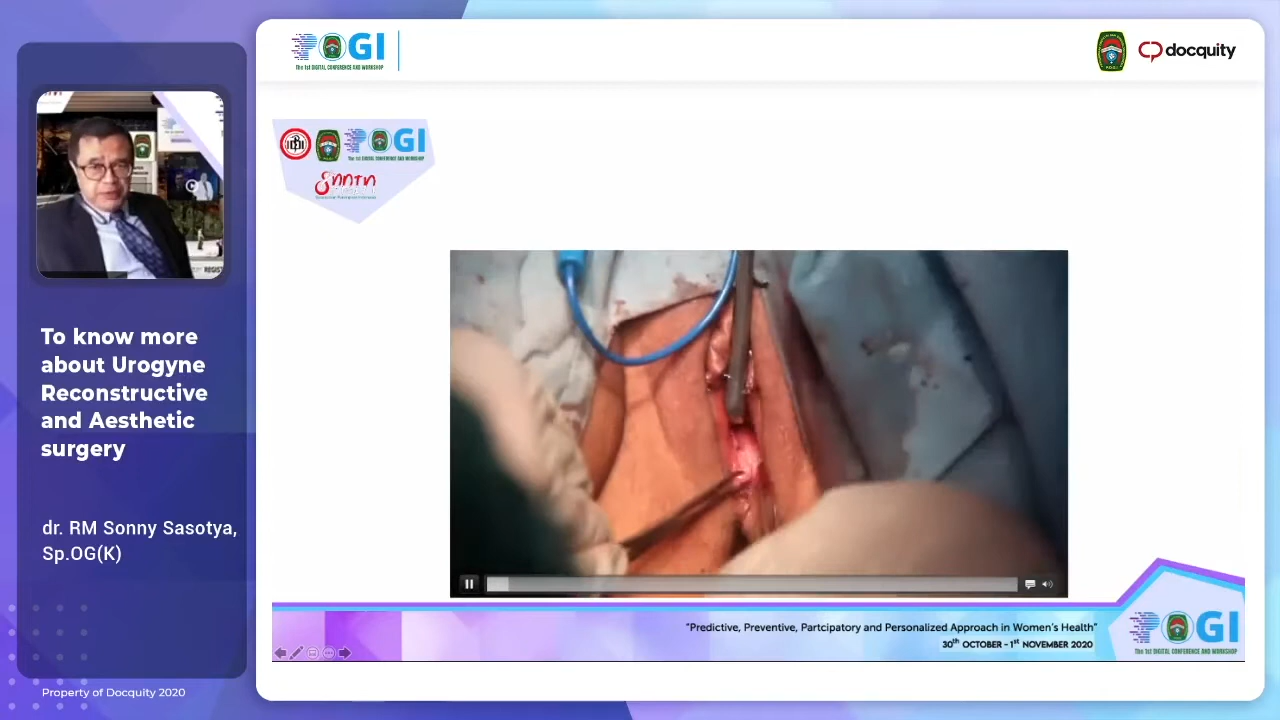 POGI
The 1st DIGITAL CONFERENCE AND WORKSHOP
docquity
POGI
The 1st DIGITAL CONFERENCE AND WORKSHOP
To know more
about Urogyne
Reconstructive
and Aesthetic
surgery
dr. RM Sonny Sasotya,
Sp.OG(K)
"Predictive, Preventive, Partcipatory and Personalized Approach in Women's Health"
30th OCTOBER - 1st NOVEMBER 2020
POGI
The 1st DIGITAL CONFERENCE AND WORKSHOP
Property of Docquity 2020